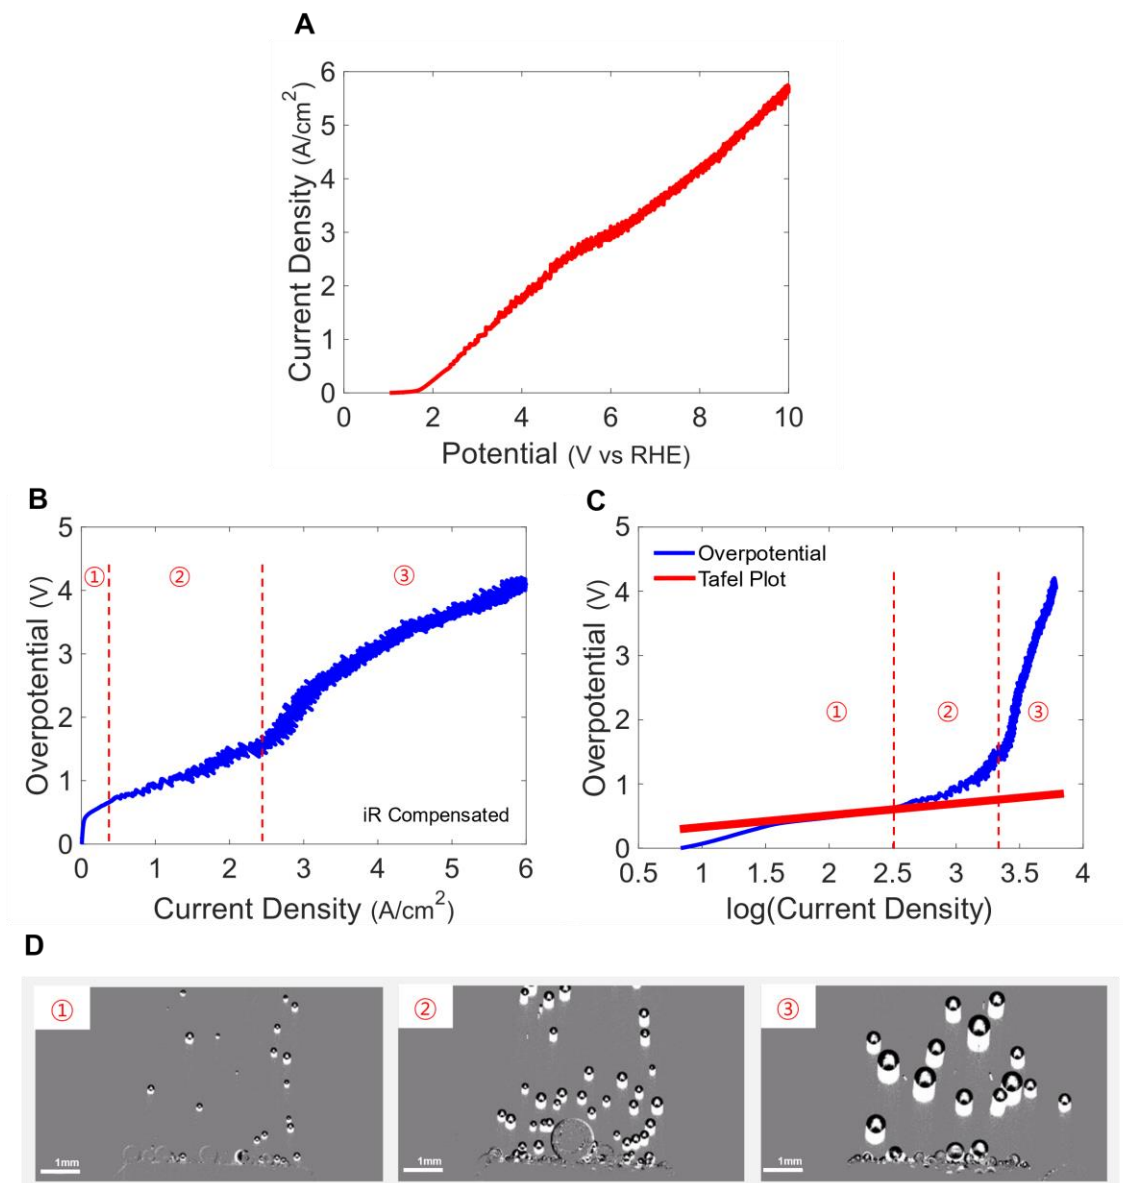 A
6
5
4
3
2
1
0
Current Density (A/cm²)
0 2 4 6 8 10
Potential (V vs RHE)
B
5
4
3
2
1
0
Overpotential (V)
① ② ③
iR Compensated
0 1 2 3 4 5 6
Current Density (A/cm²)
C
5
4
3
2
1
0
Overpotential (V)
Overpotential
Tafel Plot
① ② ③
0.5 1 1.5 2 2.5 3 3.5 4
log(Current Density)
D
① ② ③
1mm 1mm 1mm